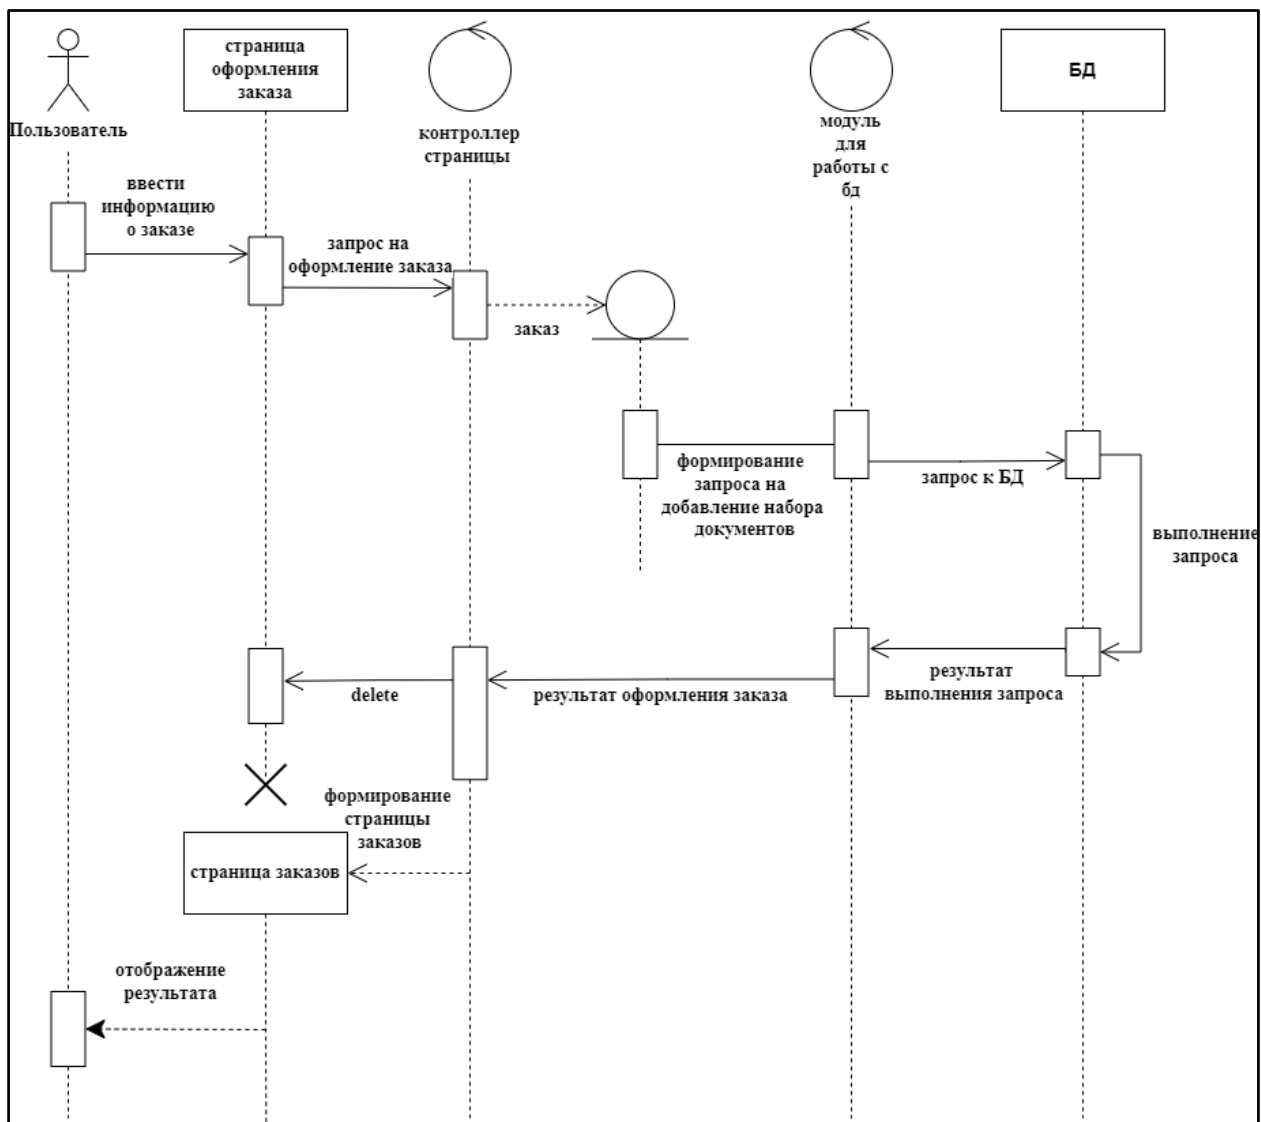 страница
оформления
заказа
БД
Пользователь
контроллер
страницы
модуль
для
работы с
бд
ввести
информацию
о заказе
запрос на
оформление заказа
заказ
формирование
запроса на
добавление набора
документов
запрос к БД
выполнение
запроса
результат
выполнения запроса
результат оформления заказа
delete
формирование
страницы
заказов
страница заказов
отображение
результата